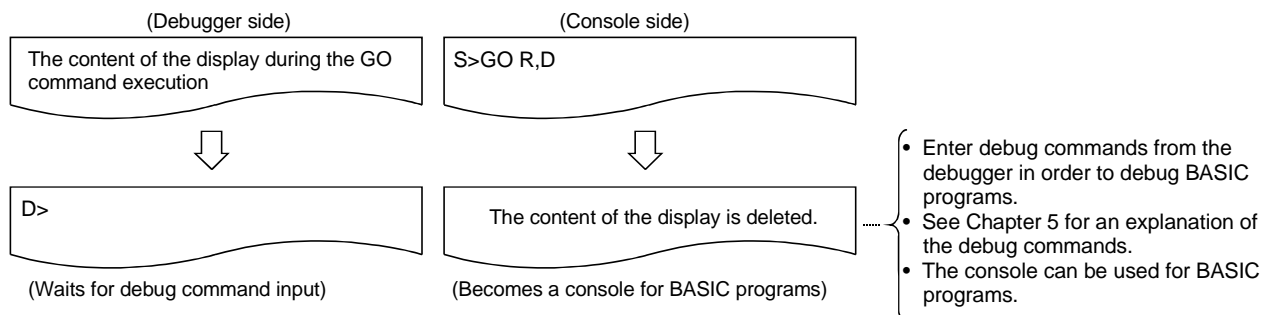 (Debugger side)
The content of the display during the GO
command execution
D>
(Waits for debug command input)
(Console side)
S>GO R,D
The content of the display is deleted.
(Becomes a console for BASIC programs)
• Enter debug commands from the
debugger in order to debug BASIC
programs.
• See Chapter 5 for an explanation of
the debug commands.
• The console can be used for BASIC
programs.